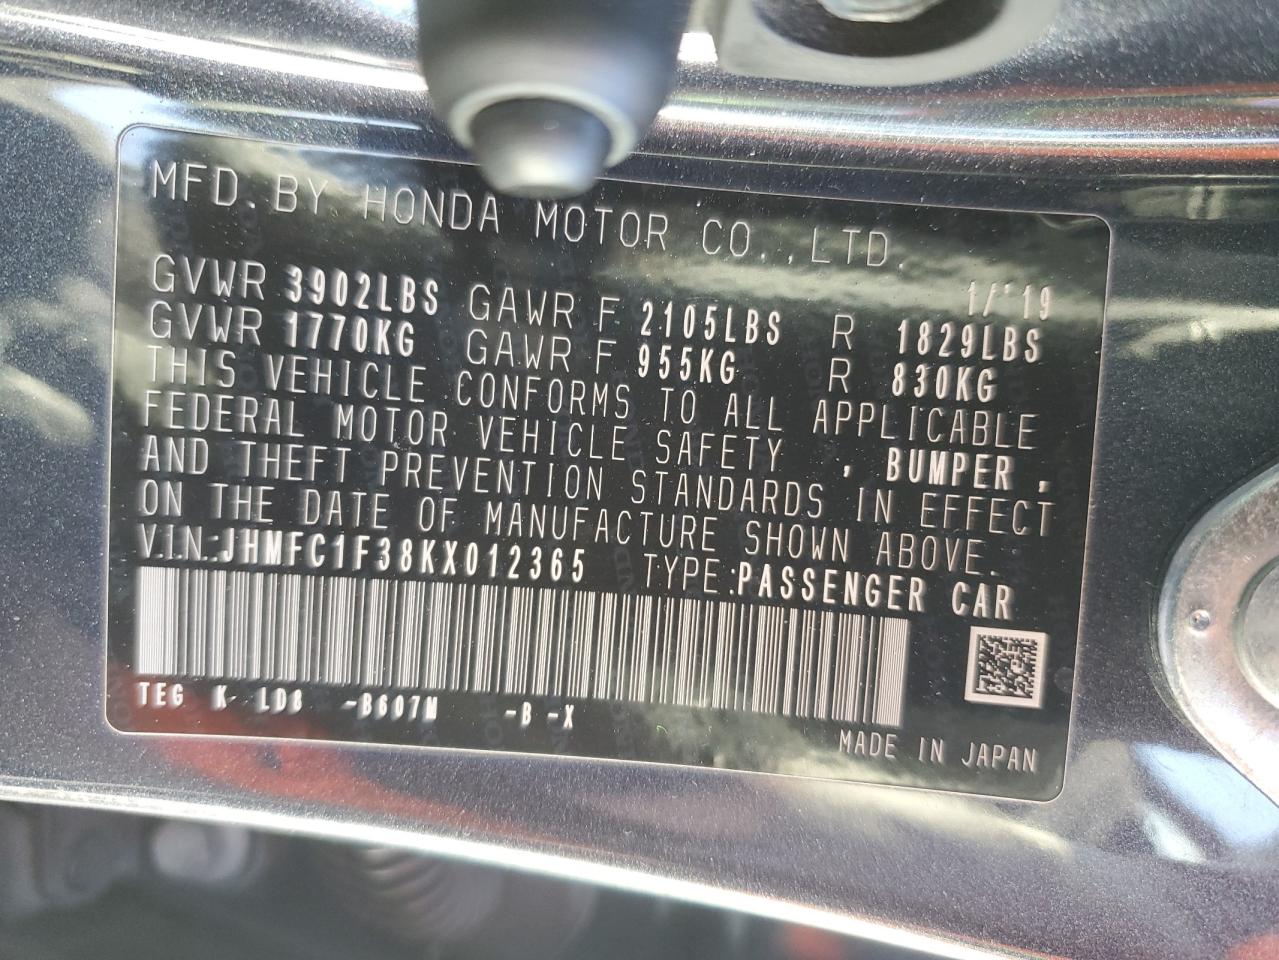 MFD. BY HONDA MOTOR CO., LTD.
1/'19
GVWR 3902LBS GAWR F 2105LBS R 1829LBS
GVWR 1770KG GAWR F 955KG R 830KG
THIS VEHICLE CONFORMS TO ALL APPLICABLE
FEDERAL MOTOR VEHICLE SAFETY , BUMPER ,
AND THEFT PREVENTION STANDARDS IN EFFECT
ON THE DATE OF MANUFACTURE SHOWN ABOVE.
V.I.N.:JHMFC1F38KX012365 TYPE:PASSENGER CAR
TEG K- LD8 -B607M -B -X
MADE IN JAPAN